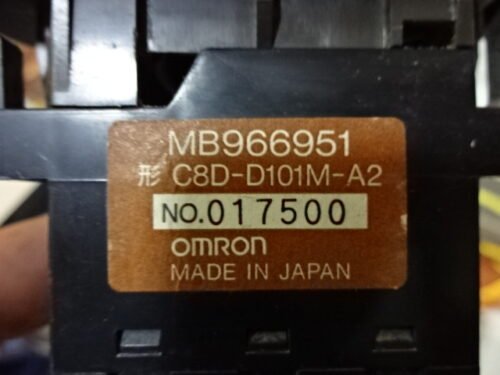 MB966951
形 C8D-D101M-A2
NO.017500
omron
MADE IN JAPAN